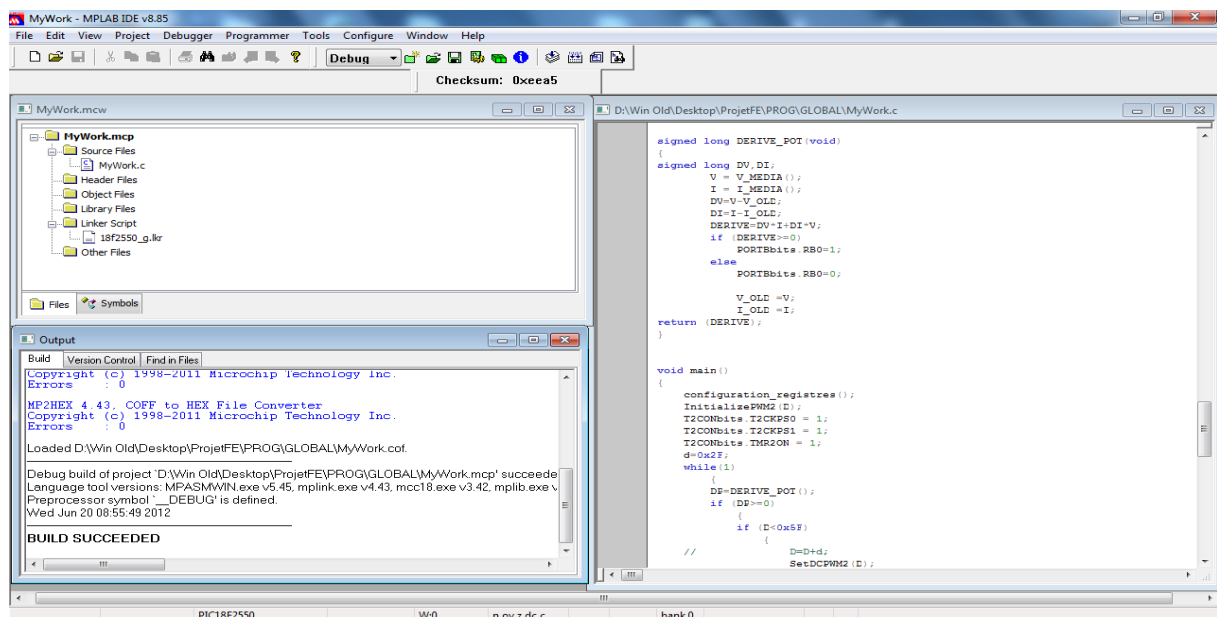 MyWork - MPLAB IDE v8.85
File Edit View Project Debugger Programmer Tools Configure Window Help
Debug
Checksum: 0xeea5
MyWork.mcw
MyWork.mcp
Source Files
MyWork.c
Header Files
Object Files
Library Files
Linker Script
18f2550_g.lkr
Other Files
Files Symbols
Output
Build Version Control Find in Files
Copyright (c) 1998-2011 Microchip Technology Inc.
Errors : 0
MP2HEX 4.43, COFF to HEX File Converter
Copyright (c) 1998-2011 Microchip Technology Inc.
Errors : 0
Loaded D:\Win Old\Desktop\ProjetFE\PROG\GLOBAL\MyWork.cof.
Debug build of project `D:\Win Old\Desktop\ProjetFE\PROG\GLOBAL\MyWork.mcp' succeede
Language tool versions: MPASMWIN.exe v5.45, mplink.exe v4.43, mcc18.exe v3.42, mplib.exe v
Preprocessor symbol `__DEBUG' is defined.
Wed Jun 20 08:55:49 2012
BUILD SUCCEEDED
D:\Win Old\Desktop\ProjetFE\PROG\GLOBAL\MyWork.c
signed long DERIVE_POT(void)
{
signed long DV,DI;
V = V_MEDIA();
I = I_MEDIA();
DV=V-V_OLD;
DI=I-I_OLD;
DERIVE=DV*I+DI*V;
if (DERIVE>=0)
PORTBbits.RB0=1;
else
PORTBbits.RB0=0;
V_OLD =V;
I_OLD =I;
return (DERIVE);
}
void main()
{
configuration_registres();
InitializePWM2(D);
T2CONbits.T2CKPS0 = 1;
T2CONbits.T2CKPS1 = 1;
T2CONbits.TMR2ON = 1;
d=0x2F;
while(1)
{
DP=DERIVE_POT();
if (DP>=0)
{
if (D<0x5F)
{
// D=D+d;
SetDCPWM2(D);
PIC18F2550 W:0 n ov z dc c bank 0